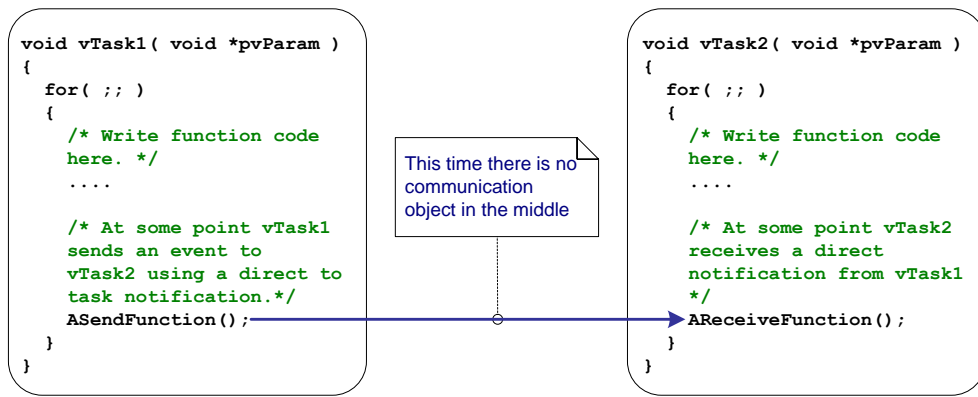 void vTask1( void *pvParam )
{
for( ;; )
{
/* Write function code
here. */
....
/* At some point vTask1
sends an event to
vTask2 using a direct to
task notification.*/
ASendFunction();
}
}
This time there is no
communication
object in the middle
void vTask2( void *pvParam )
{
for( ;; )
{
/* Write function code
here. */
....
/* At some point vTask2
receives a direct
notification from vTask1
*/
AReceiveFunction();
}
}